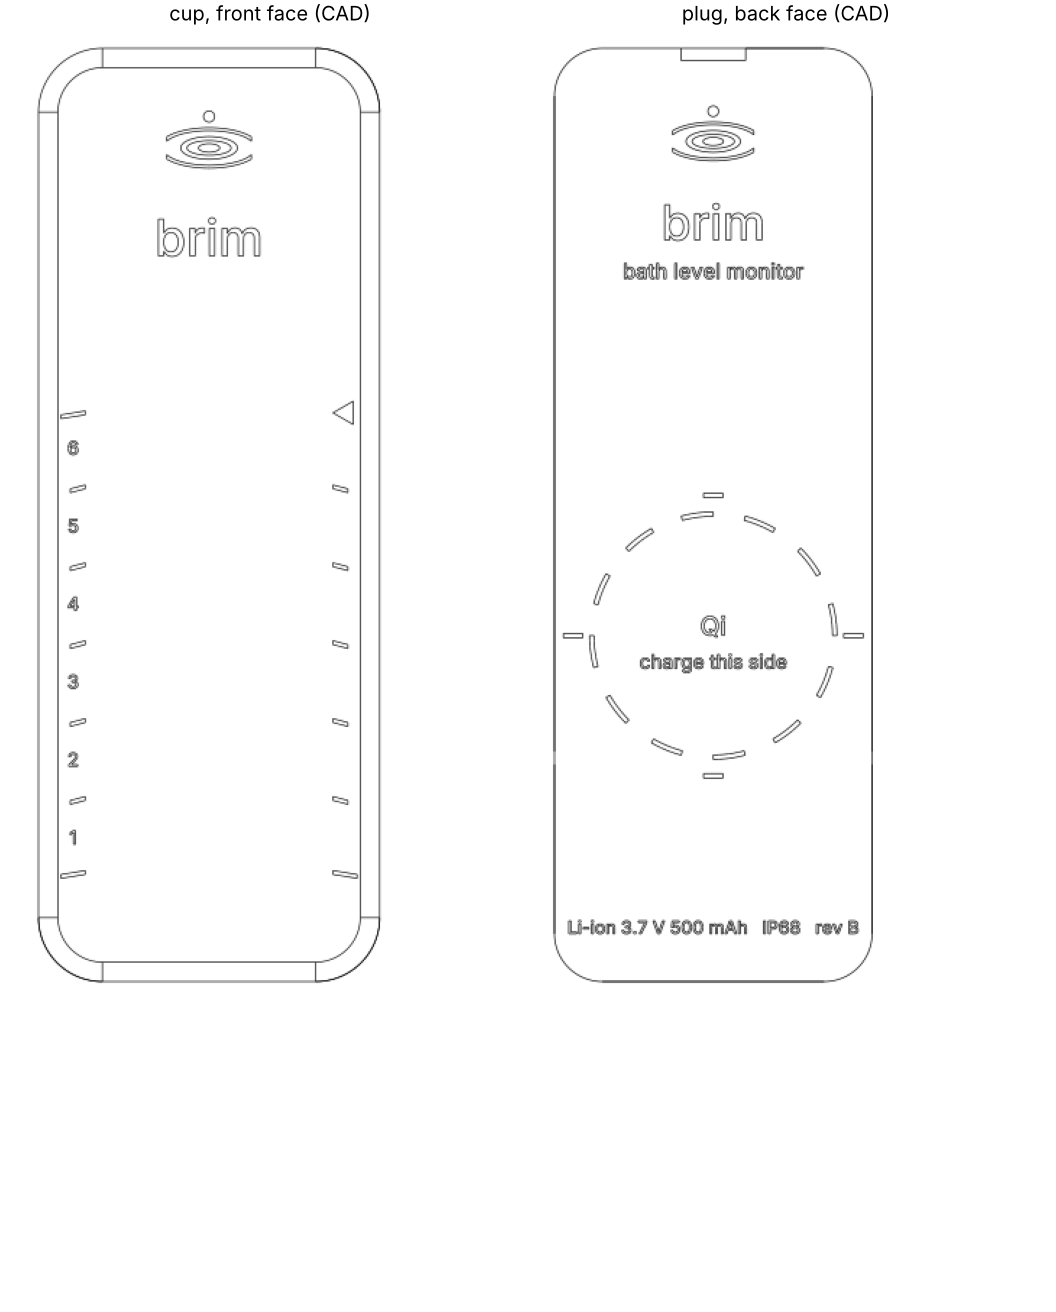 cup, front face (CAD)
brim
6
5
4
3
2
1
plug, back face (CAD)
brim
bath level monitor
Qi
charge this side
Li-ion 3.7 V 500 mAh IP68 rev B